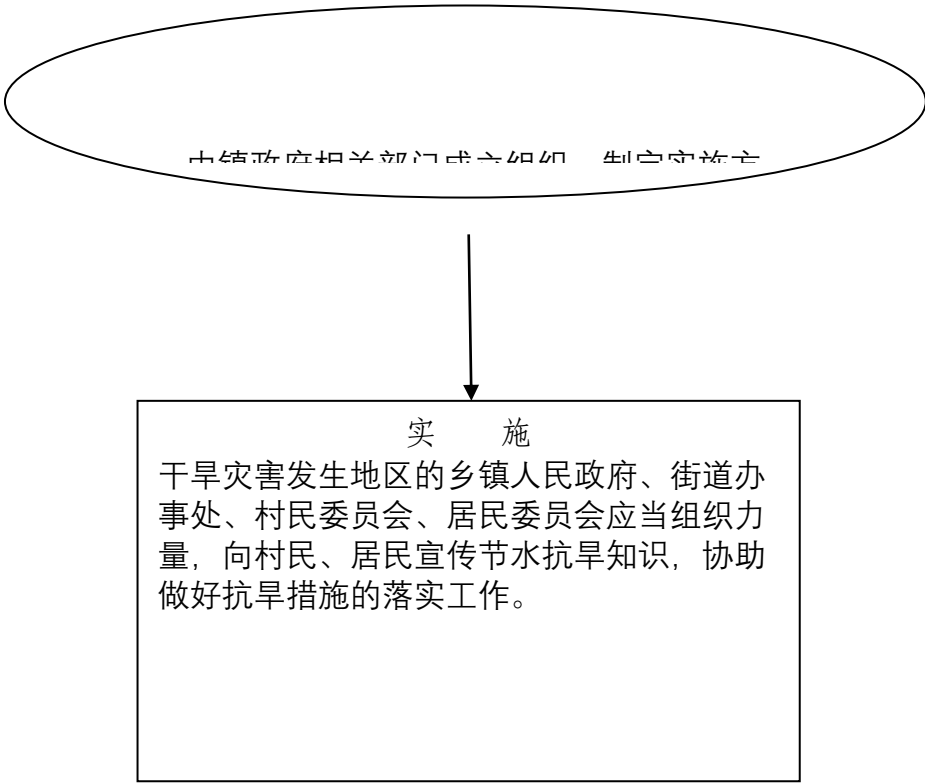 由镇政府相关部门成立组织，制定实施方
实 施
干旱灾害发生地区的乡镇人民政府、街道办
事处、村民委员会、居民委员会应当组织力
量，向村民、居民宣传节水抗旱知识，协助
做好抗旱措施的落实工作。